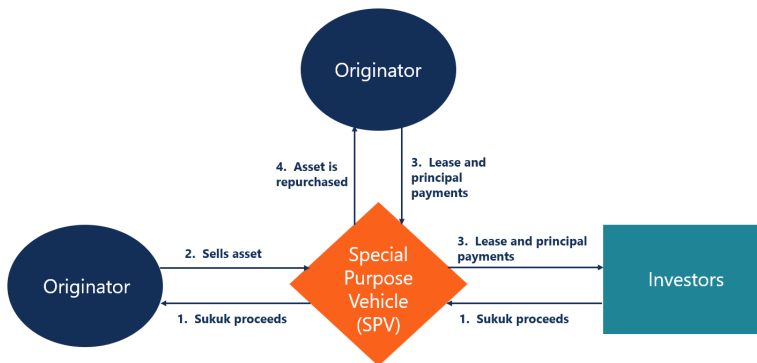 Originator
4. Asset is
repurchased
3. Lease and
principal
payments
Originator
2. Sells asset
1. Sukuk proceeds
Special
Purpose
Vehicle
(SPV)
3. Lease and principal
payments
1. Sukuk proceeds
Investors